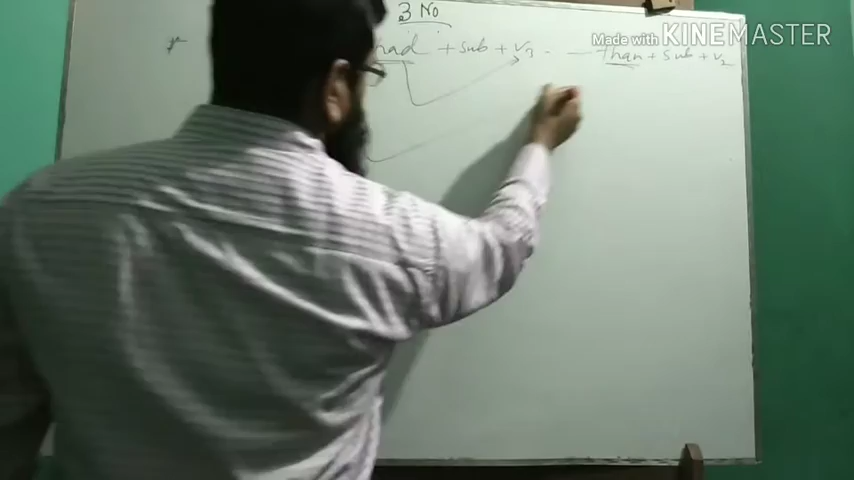 3 No
Made with KINEMASTER
had + sub + v3 - — than + sub + v2